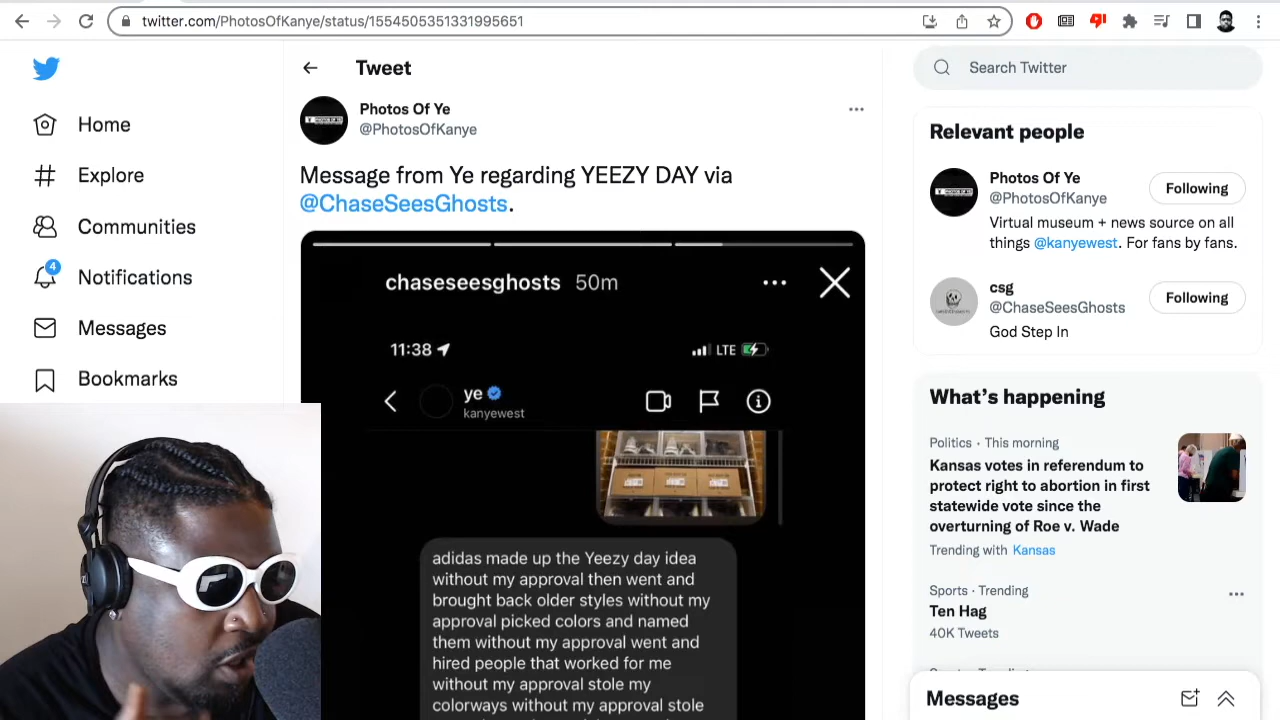 twitter.com/PhotosOfKanye/status/1554505351331995651
Home
Explore
Communities
4
Notifications
Messages
Bookmarks
Tweet
Photos Of Ye
@PhotosOfKanye
Message from Ye regarding YEEZY DAY via
@ChaseSeesGhosts.
chaseseesghosts 50m
11:38
LTE
ye
kanyewest
adidas made up the Yeezy day idea
without my approval then went and
brought back older styles without my
approval picked colors and named
them without my approval went and
hired people that worked for me
without my approval stole my
colorways without my approval stole
Search Twitter
Relevant people
Photos Of Ye
@PhotosOfKanye
Following
Virtual museum + news source on all
things @kanyewest. For fans by fans.
csg
@ChaseSeesGhosts
Following
God Step In
What's happening
Politics · This morning
Kansas votes in referendum to
protect right to abortion in first
statewide vote since the
overturning of Roe v. Wade
Trending with Kansas
Sports · Trending
Ten Hag
40K Tweets
Messages